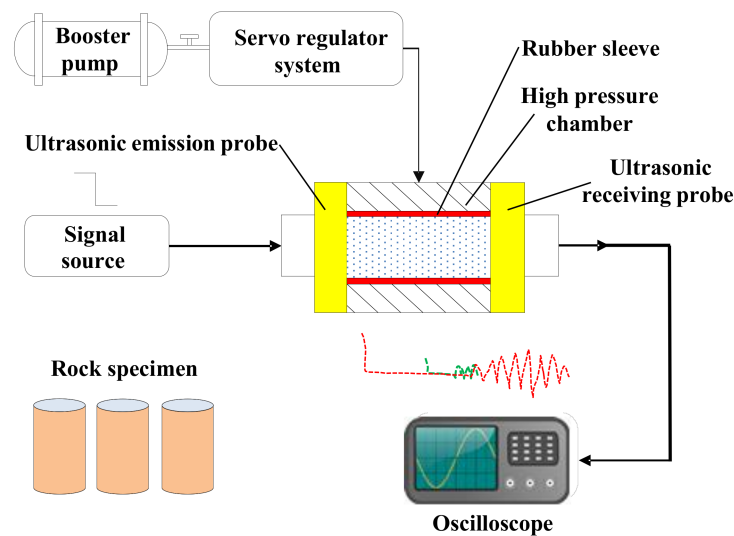 Booster
pump
Servo regulator
system
Rubber sleeve
High pressure
chamber
Ultrasonic emission probe
Ultrasonic
receiving probe
Signal
source
Rock specimen
Oscilloscope